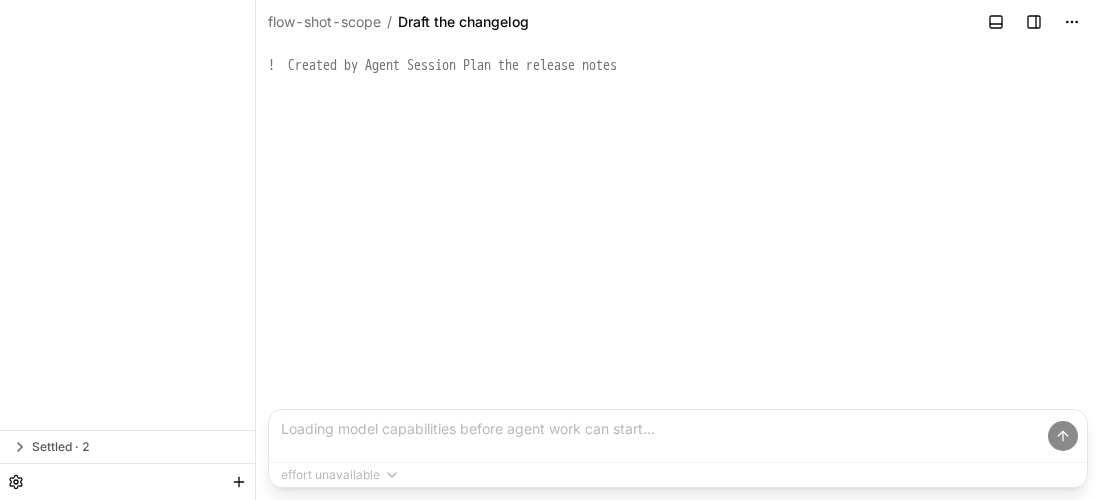 flow-shot-scope / Draft the changelog
! Created by Agent Session Plan the release notes
Loading model capabilities before agent work can start...
effort unavailable
Settled · 2